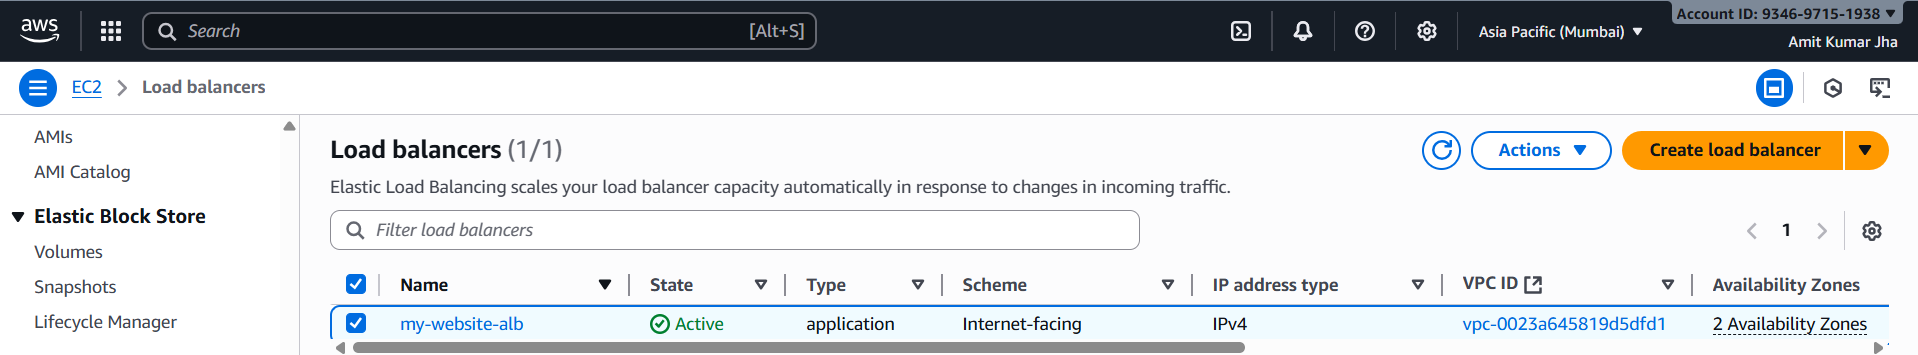 aws
Search [Alt+S]
Asia Pacific (Mumbai)
Account ID: 9346-9715-1938
Amit Kumar Jha
EC2 Load balancers
AMIs
AMI Catalog
Elastic Block Store
Volumes
Snapshots
Lifecycle Manager
Load balancers (1/1)
Actions
Create load balancer
Elastic Load Balancing scales your load balancer capacity automatically in response to changes in incoming traffic.
Filter load balancers
1
Name State Type Scheme IP address type VPC ID Availability Zones
my-website-alb Active application Internet-facing IPv4 vpc-0023a645819d5dfd1 2 Availability Zones